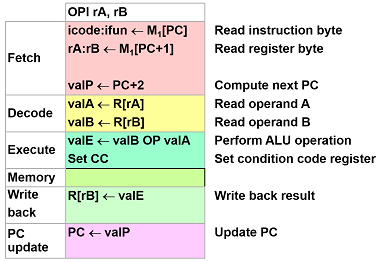 OPl rA, rB
Fetch
icode:ifun ← M1[PC] Read instruction byte
rA:rB ← M1[PC+1] Read register byte
valP ← PC+2 Compute next PC
Decode
valA ← R[rA] Read operand A
valB ← R[rB] Read operand B
Execute
valE ← valB OP valA Perform ALU operation
Set CC Set condition code register
Memory
Write
back
R[rB] ← valE Write back result
PC
update
PC ← valP Update PC